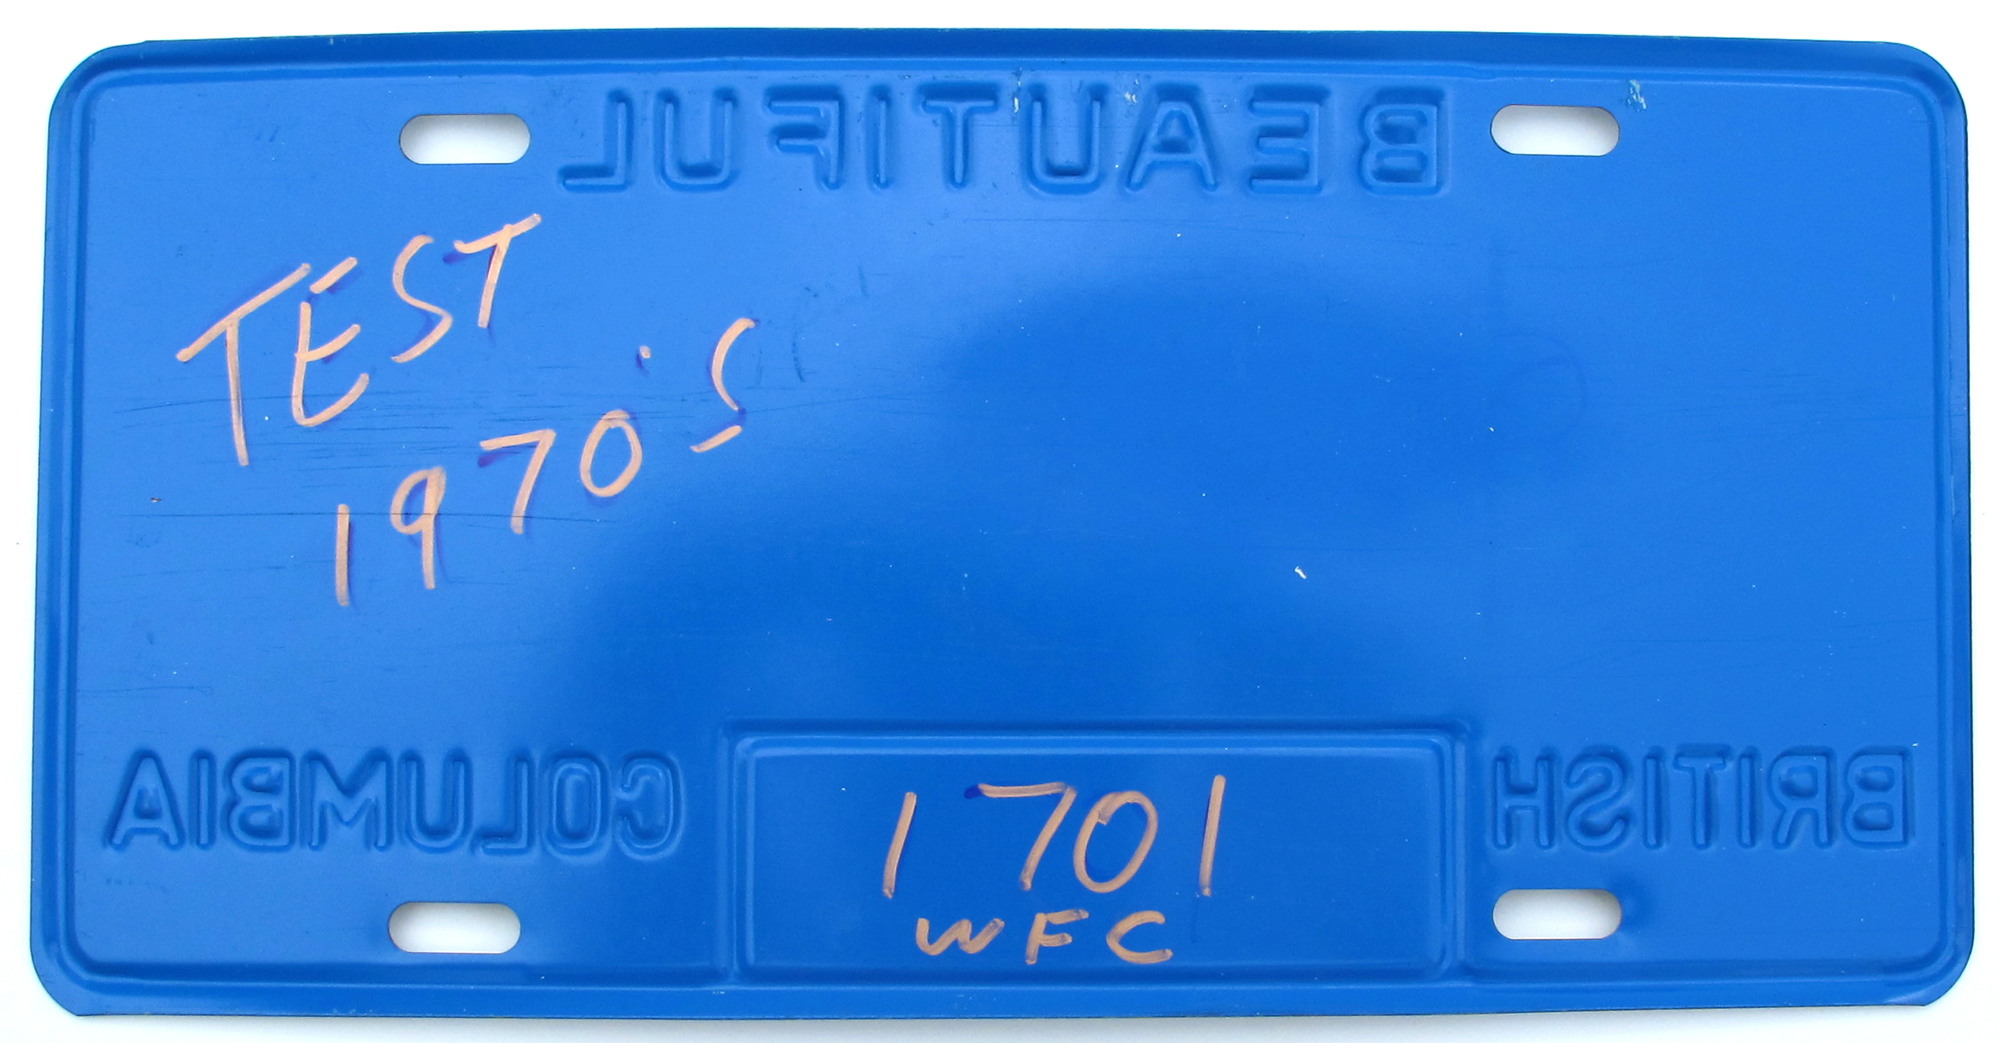 BEAUTIFUL
TEST
1970'S
COLUMBIA
BRITISH
1701
WFC